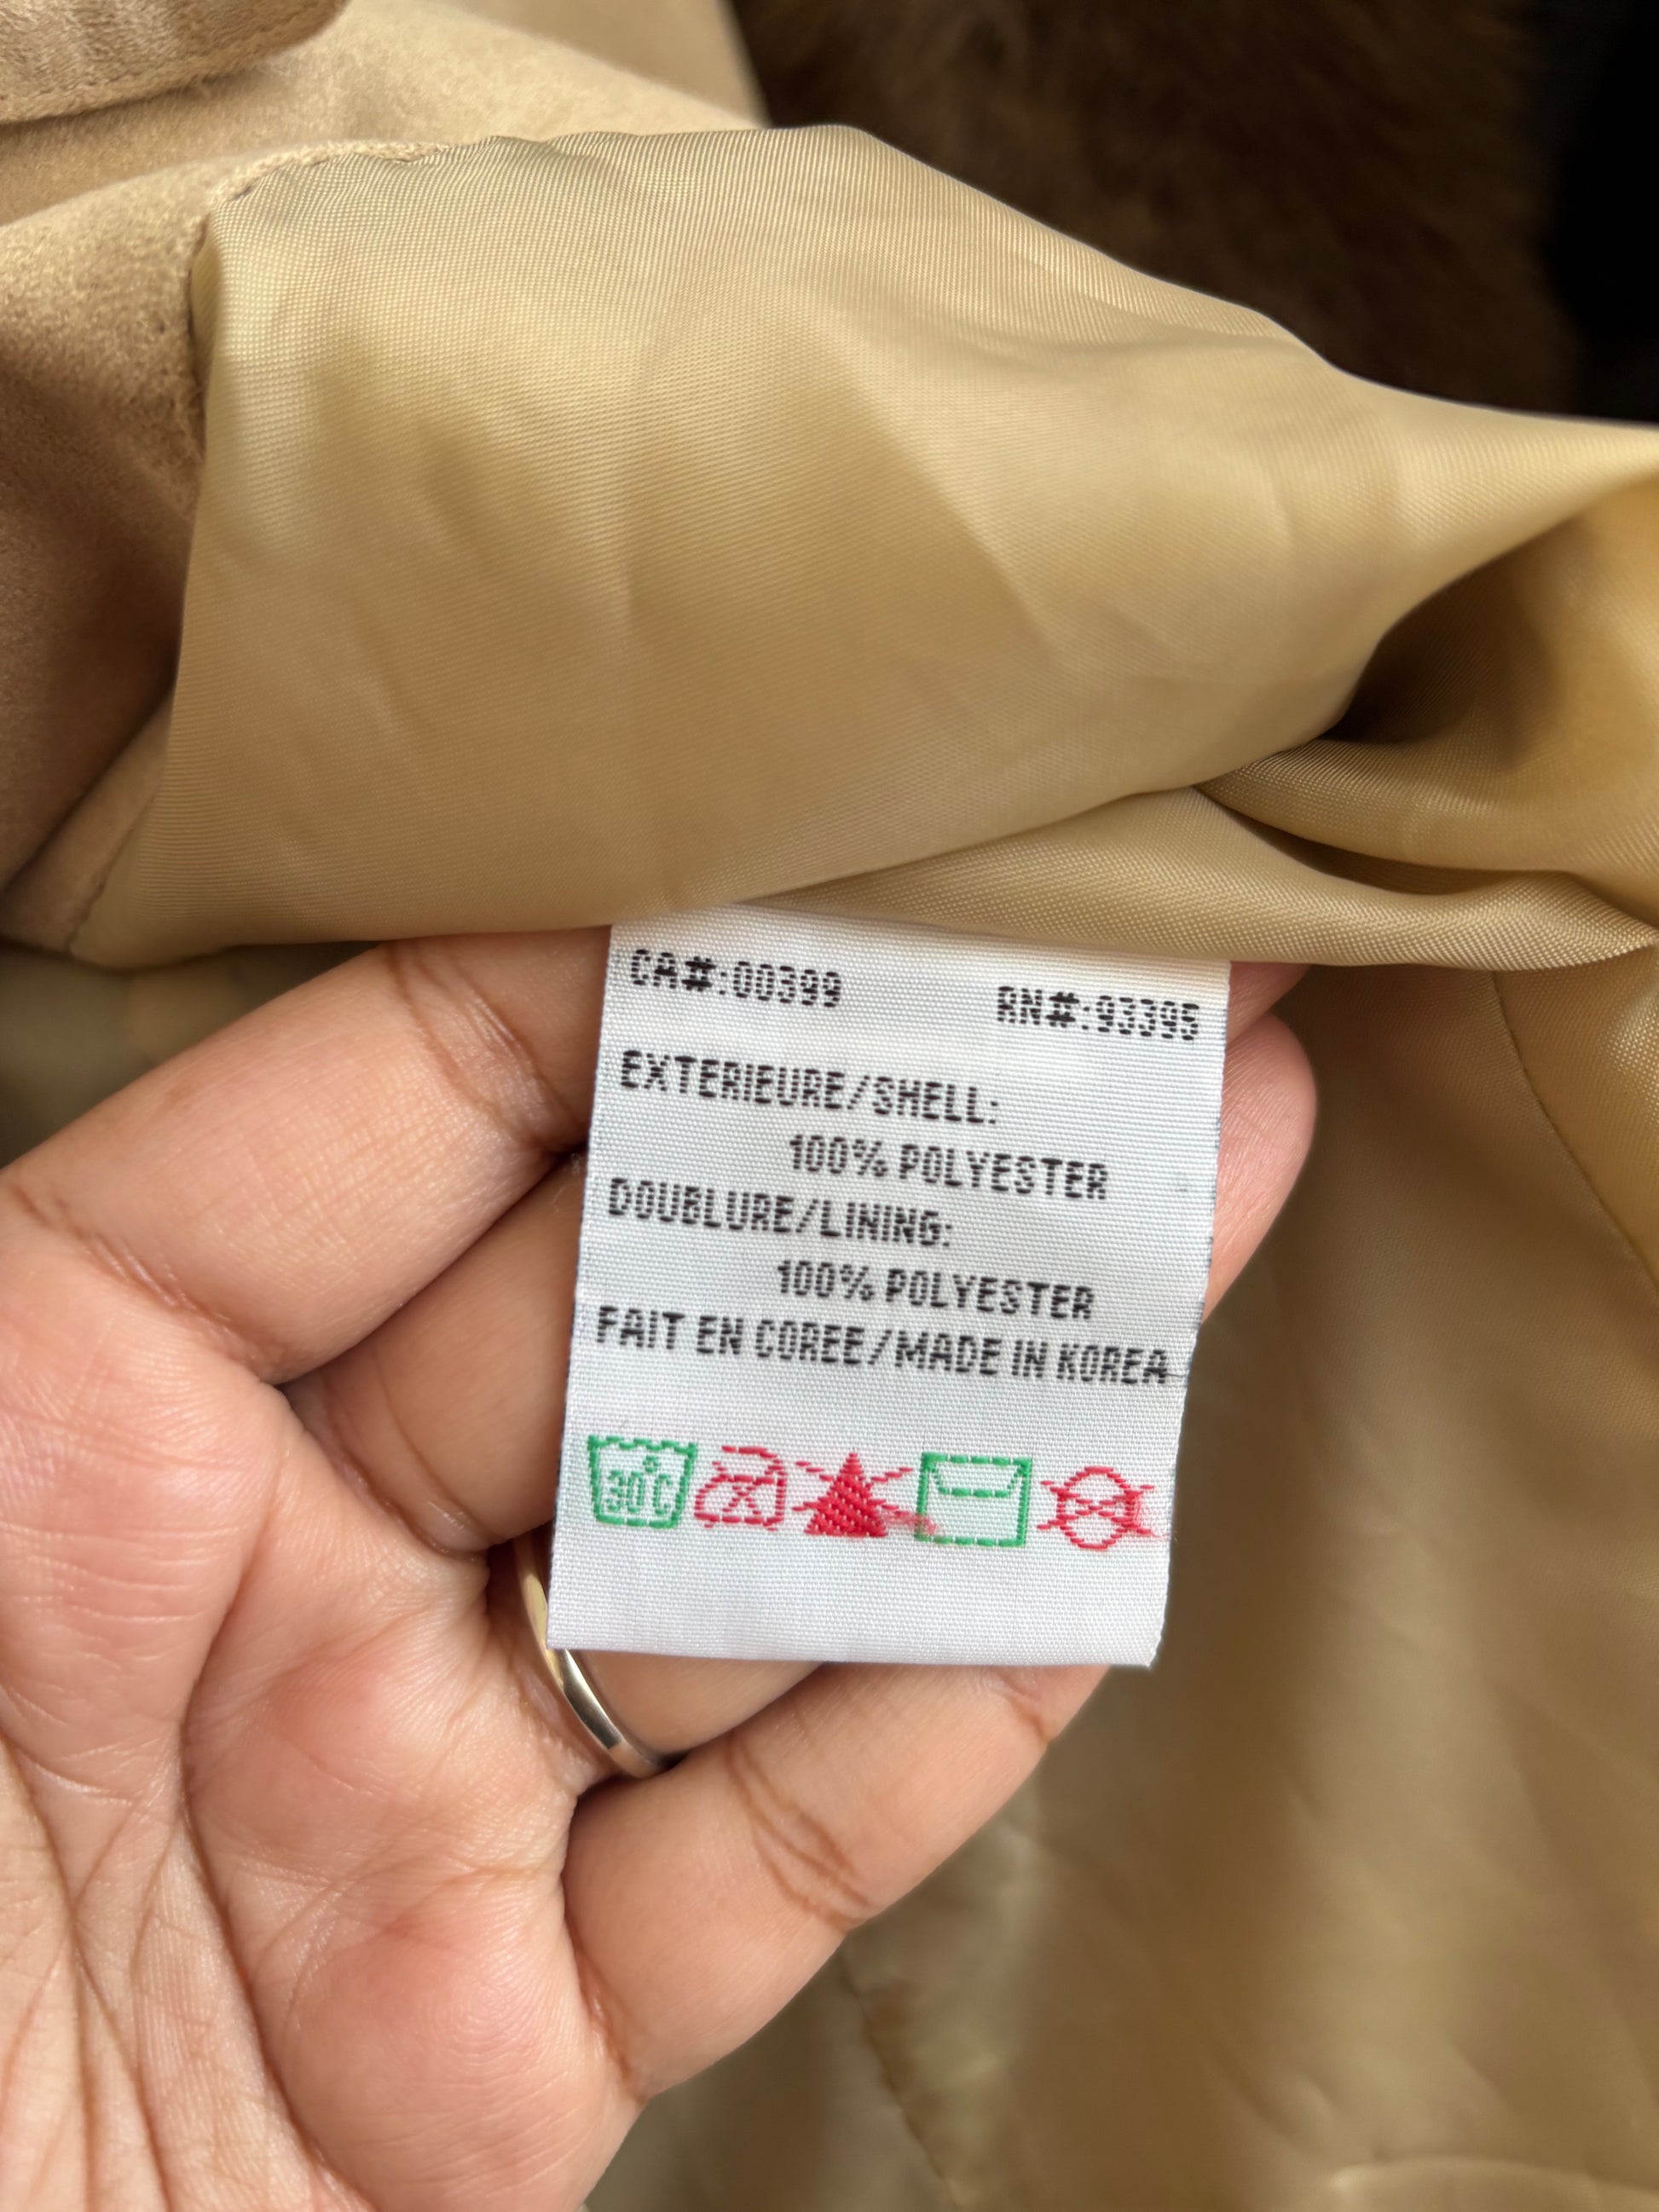 CA#:00399 RN#:93395
EXTERIEURE/SHELL:
100% POLYESTER
DOUBLURE/LINING:
100% POLYESTER
FAIT EN COREE/MADE IN KOREA
30°C